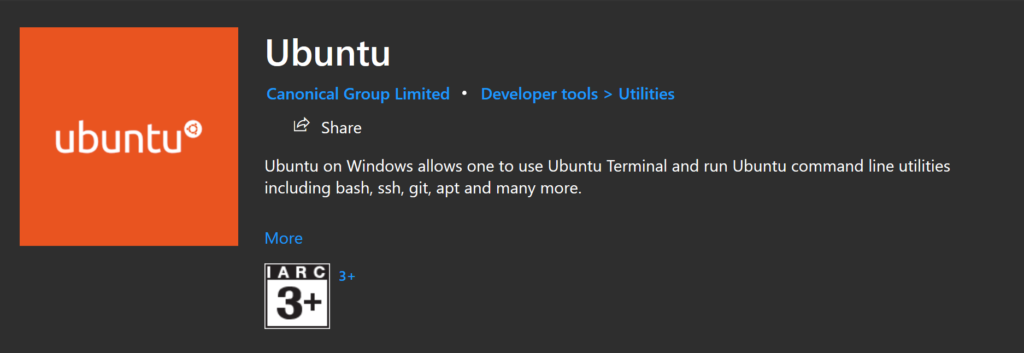 ubuntu
Ubuntu
Canonical Group Limited • Developer tools > Utilities
Share
Ubuntu on Windows allows one to use Ubuntu Terminal and run Ubuntu command line utilities
including bash, ssh, git, apt and many more.
More
IARC
3+
3+